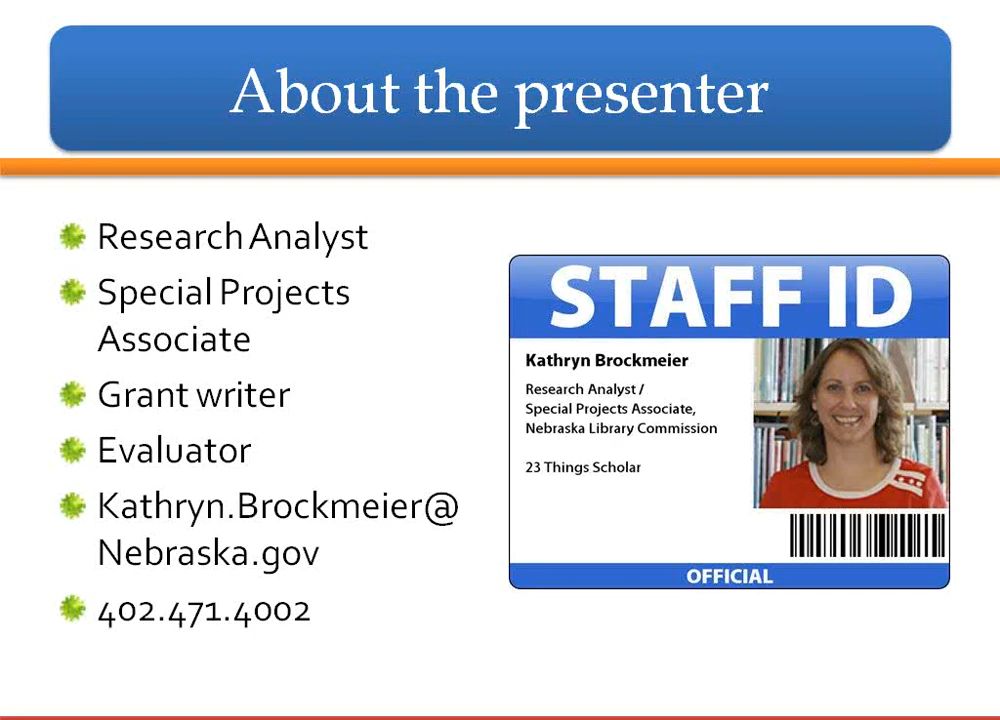 About the presenter
Research Analyst
Special Projects
Associate
Grant writer
Evaluator
Kathryn.Brockmeier@
Nebraska.gov
402.471.4002
STAFF ID
Kathryn Brockmeier
Research Analyst /
Special Projects Associate,
Nebraska Library Commission
23 Things Scholar
OFFICIAL